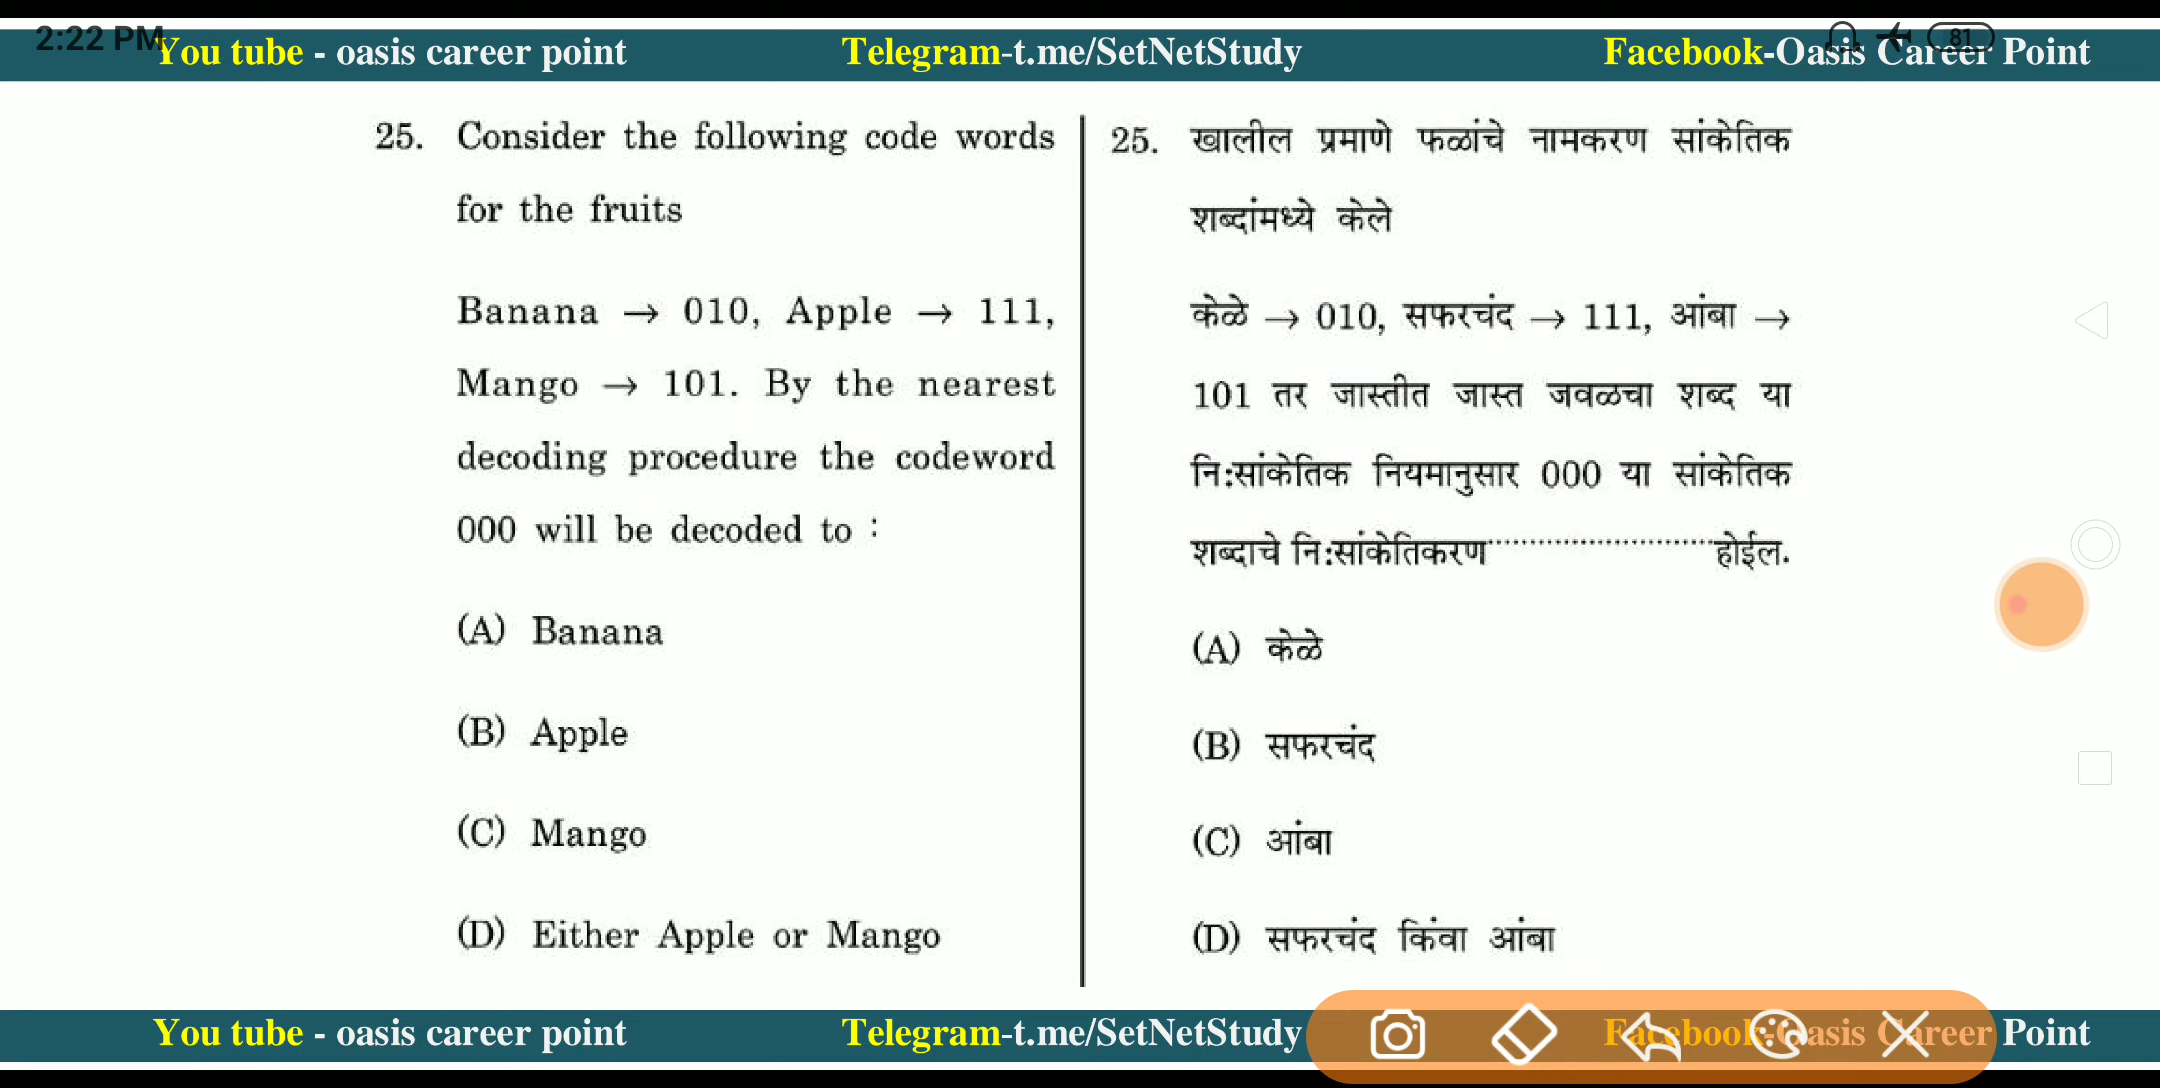 2:22 PM
81
You tube - oasis career point
Telegram-t.me/SetNetStudy
Facebook-Oasis Career Point
25. Consider the following code words
for the fruits
Banana → 010, Apple → 111,
Mango → 101. By the nearest
decoding procedure the codeword
000 will be decoded to :
(A) Banana
(B) Apple
(C) Mango
(D) Either Apple or Mango
25. खालील प्रमाणे फळांचे नामकरण सांकेतिक
शब्दांमध्ये केले
केळे → 010, सफरचंद → 111, आंबा →
101 तर जास्तीत जास्त जवळचा शब्द या
नि:सांकेतिक नियमानुसार 000 या सांकेतिक
शब्दाचे नि:सांकेतिकरण...........................होईल.
(A) केळे
(B) सफरचंद
(C) आंबा
(D) सफरचंद किंवा आंबा
You tube - oasis career point
Telegram-t.me/SetNetStudy
Facebook-Oasis Career Point